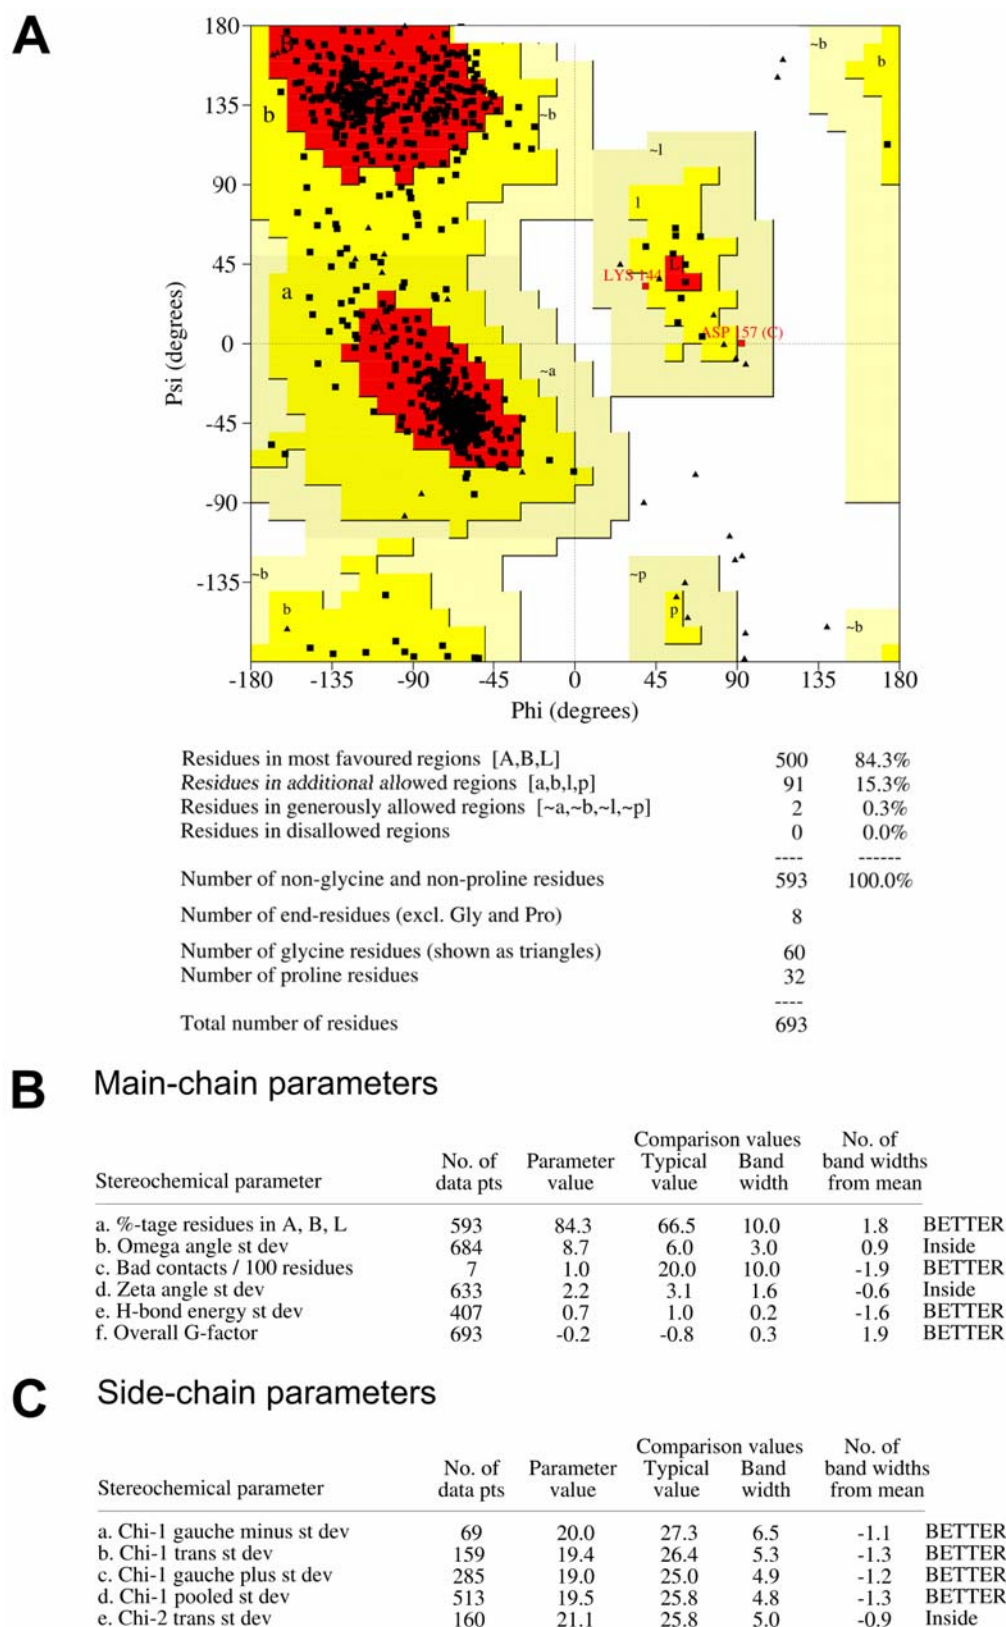 A
180
135
90
45
0
-45
-90
-135
Psi (degrees)
B
b
~b
~b
b
~l
l
a
L
LYS 144
A
ASP 157 (C)
~a
~b
~p
b
p
~b
-180 -135 -90 -45 0 45 90 135 180
Phi (degrees)
Residues in most favoured regions [A,B,L] 500 84.3%
Residues in additional allowed regions [a,b,l,p] 91 15.3%
Residues in generously allowed regions [~a,~b,~l,~p] 2 0.3%
Residues in disallowed regions 0 0.0%
---- ------
Number of non-glycine and non-proline residues 593 100.0%
Number of end-residues (excl. Gly and Pro) 8
Number of glycine residues (shown as triangles) 60
Number of proline residues 32
----
Total number of residues 693
B Main-chain parameters
Comparison values No. of
No. of Parameter Typical Band band widths
Stereochemical parameter data pts value value width from mean
a. %-tage residues in A, B, L 593 84.3 66.5 10.0 1.8 BETTER
b. Omega angle st dev 684 8.7 6.0 3.0 0.9 Inside
c. Bad contacts / 100 residues 7 1.0 20.0 10.0 -1.9 BETTER
d. Zeta angle st dev 633 2.2 3.1 1.6 -0.6 Inside
e. H-bond energy st dev 407 0.7 1.0 0.2 -1.6 BETTER
f. Overall G-factor 693 -0.2 -0.8 0.3 1.9 BETTER
C Side-chain parameters
Comparison values No. of
No. of Parameter Typical Band band widths
Stereochemical parameter data pts value value width from mean
a. Chi-1 gauche minus st dev 69 20.0 27.3 6.5 -1.1 BETTER
b. Chi-1 trans st dev 159 19.4 26.4 5.3 -1.3 BETTER
c. Chi-1 gauche plus st dev 285 19.0 25.0 4.9 -1.2 BETTER
d. Chi-1 pooled st dev 513 19.5 25.8 4.8 -1.3 BETTER
e. Chi-2 trans st dev 160 21.1 25.8 5.0 -0.9 Inside